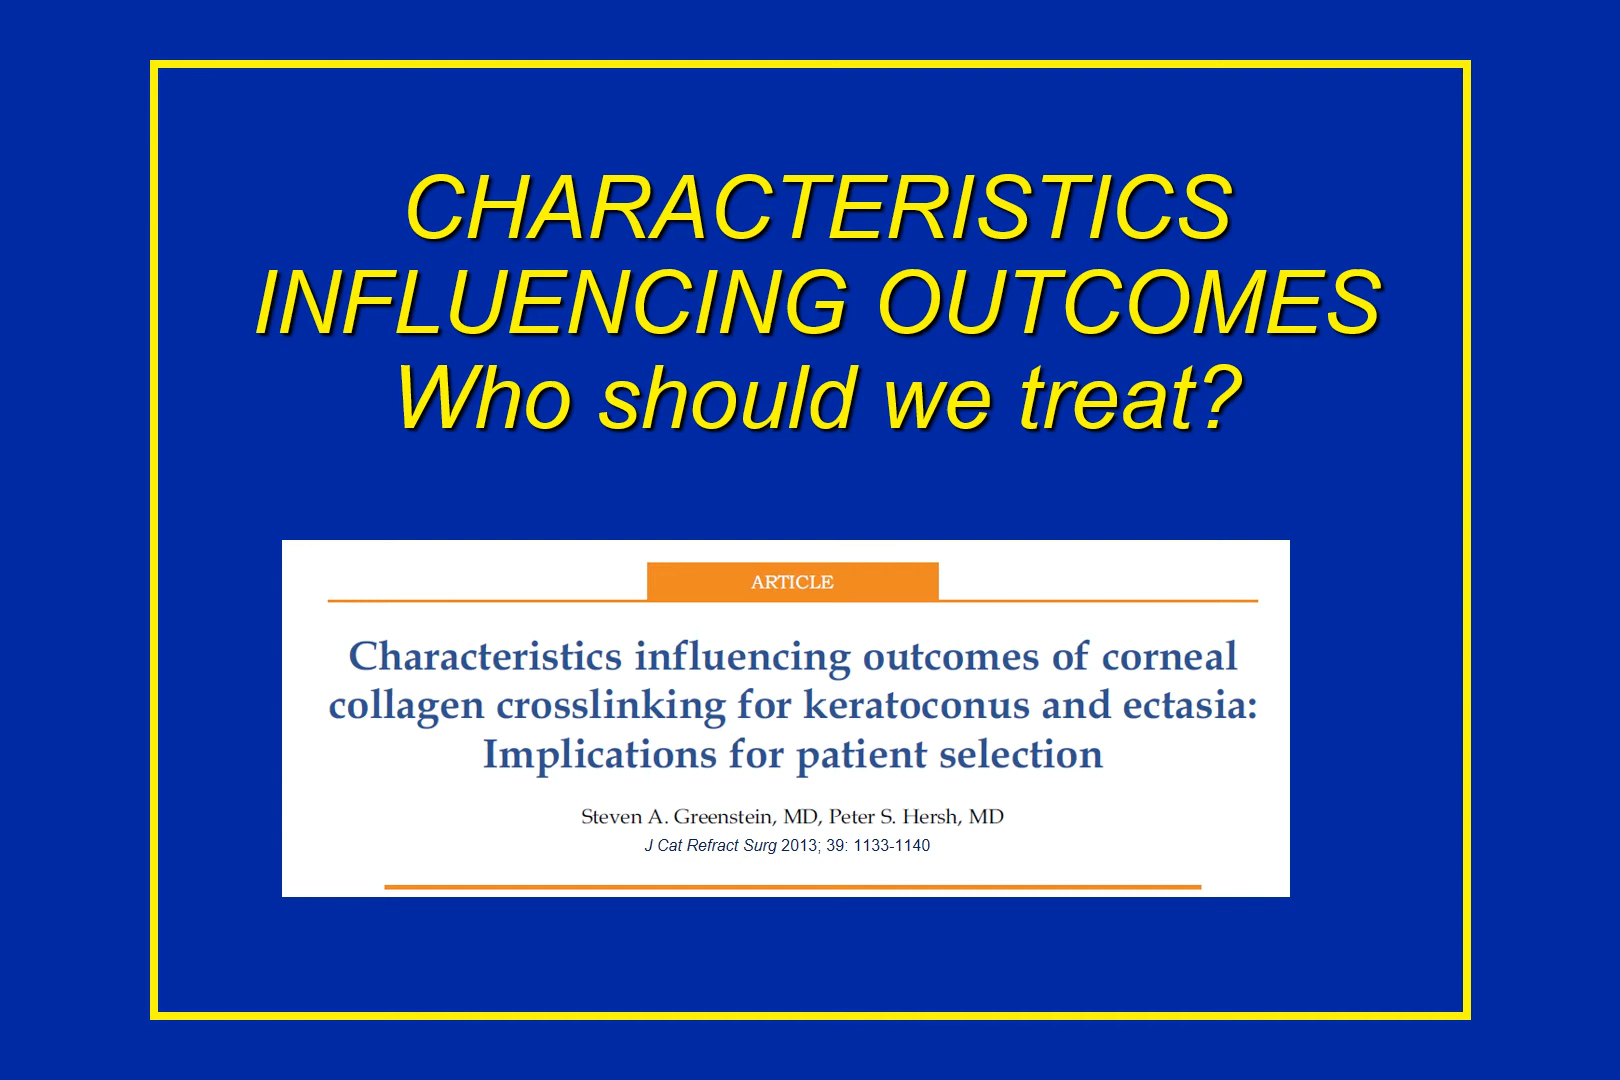 CHARACTERISTICS
INFLUENCING OUTCOMES
Who should we treat?
ARTICLE
Characteristics influencing outcomes of corneal
collagen crosslinking for keratoconus and ectasia:
Implications for patient selection
Steven A. Greenstein, MD, Peter S. Hersh, MD
J Cat Refract Surg 2013; 39: 1133-1140